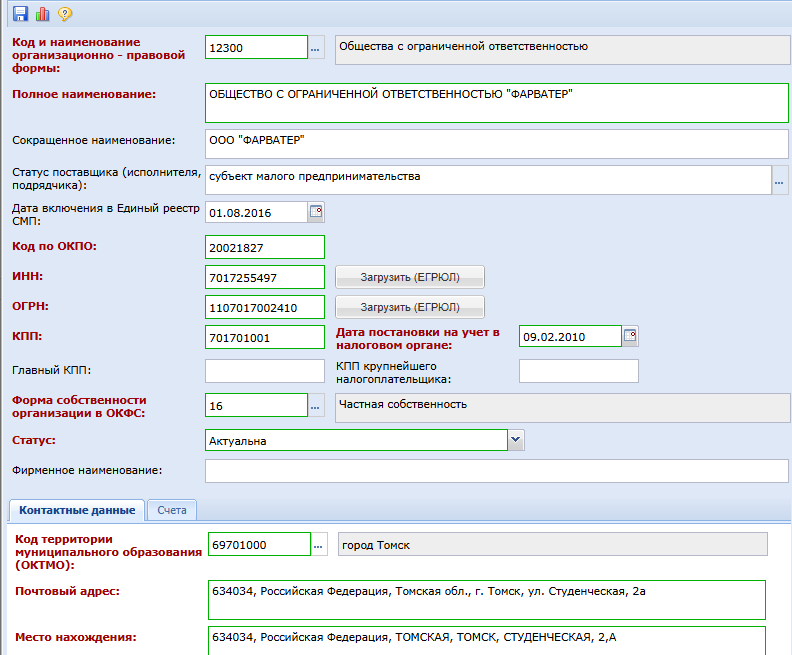 Код и наименование
организационно - правовой
формы:
12300
...
Общества с ограниченной ответственностью
Полное наименование:
ОБЩЕСТВО С ОГРАНИЧЕННОЙ ОТВЕТСТВЕННОСТЬЮ "ФАРВАТЕР"
Сокращенное наименование:
ООО "ФАРВАТЕР"
Статус поставщика (исполнителя,
подрядчика):
субъект малого предпринимательства
...
Дата включения в Единый реестр
СМП:
01.08.2016
Код по ОКПО:
20021827
ИНН:
7017255497
Загрузить (ЕГРЮЛ)
ОГРН:
1107017002410
Загрузить (ЕГРЮЛ)
КПП:
701701001
Дата постановки на учет в
налоговом органе:
09.02.2010
Главный КПП:
КПП крупнейшего
налогоплательщика:
Форма собственности
организации в ОКФС:
16
...
Частная собственность
Статус:
Актуальна
Фирменное наименование:
Контактные данные
Счета
Код территории
муниципального образования
(ОКТМО):
69701000
...
город Томск
Почтовый адрес:
634034, Российская Федерация, Томская обл., г. Томск, ул. Студенческая, 2а
Место нахождения:
634034, Российская Федерация, ТОМСКАЯ, ТОМСК, СТУДЕНЧЕСКАЯ, 2,А